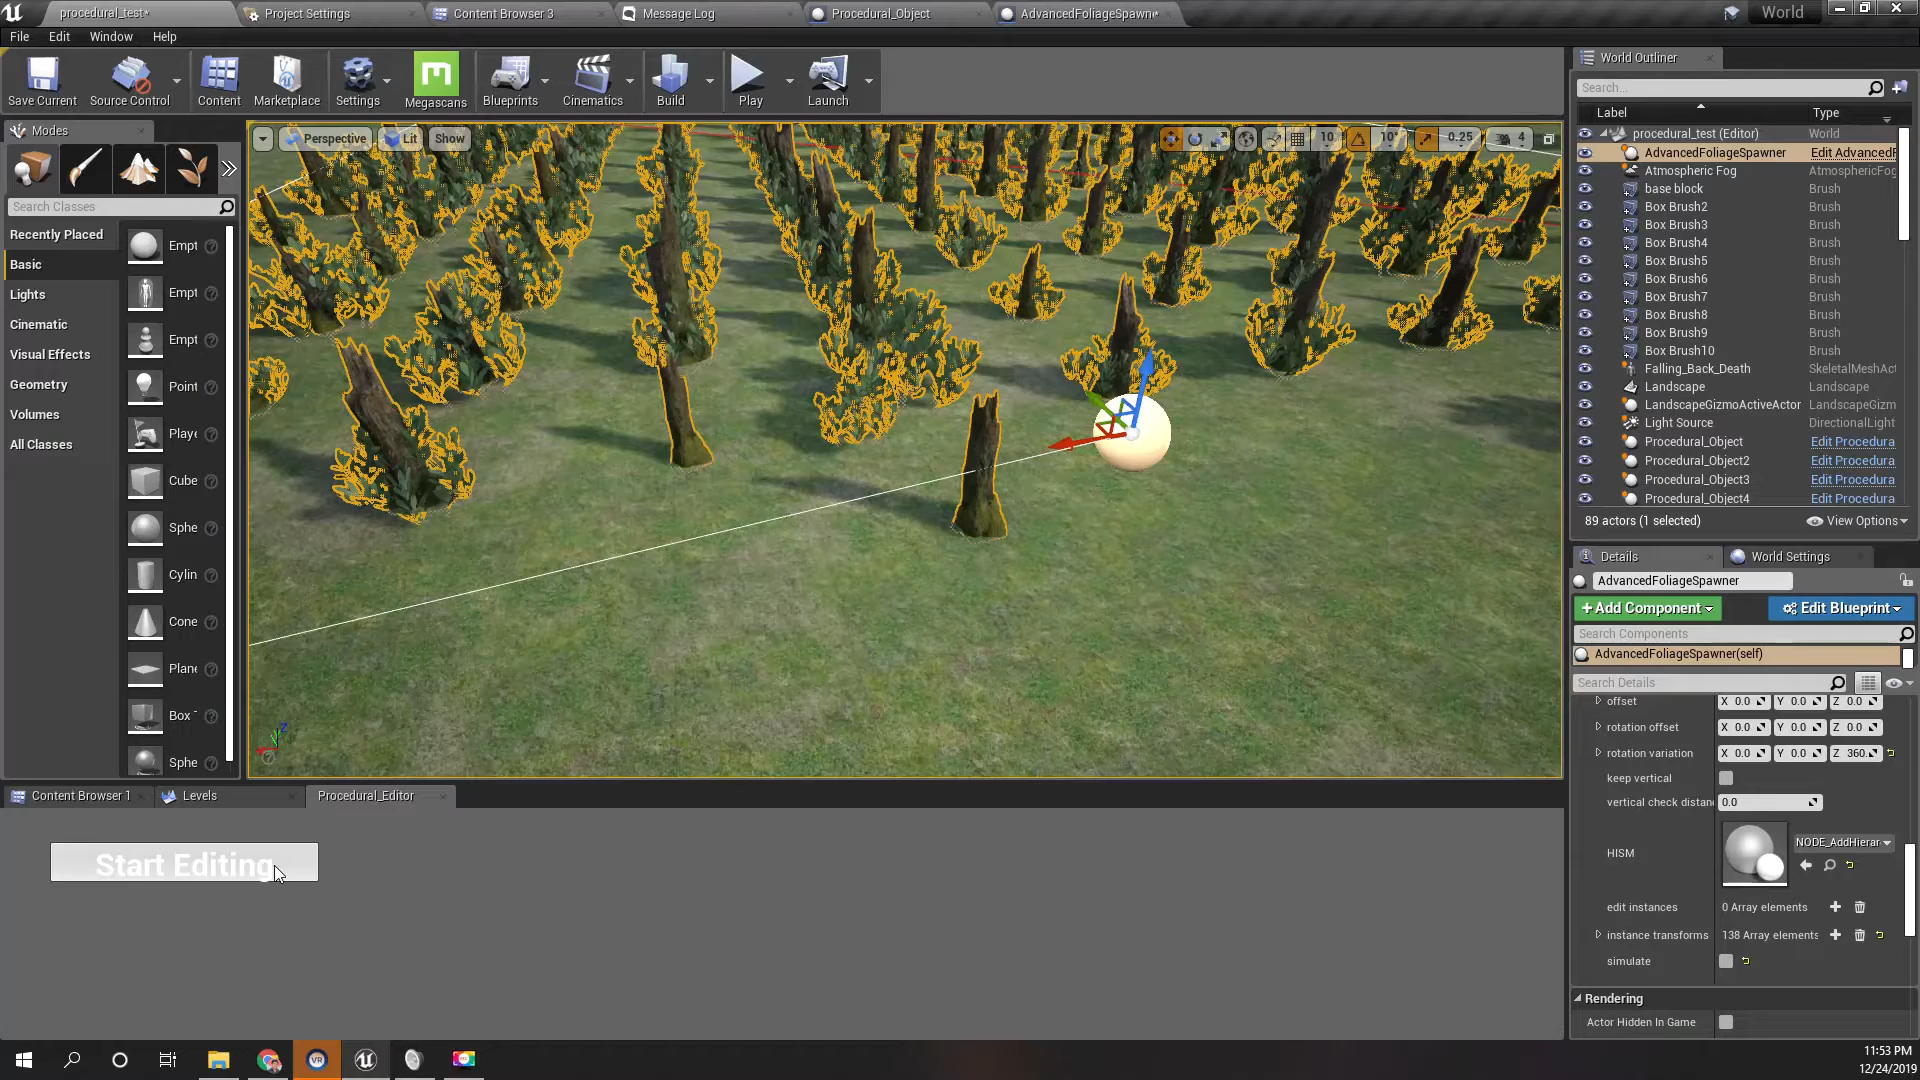 procedural_test*
Project Settings
Content Browser 3
Message Log
Procedural_Object
AdvancedFoliageSpawne*
World
File Edit Window Help
Save Current
Source Control
Content
Marketplace
Settings
Megascans
Blueprints
Cinematics
Build
Play
Launch
Modes
Search Classes
Recently Placed
Basic
Lights
Cinematic
Visual Effects
Geometry
Volumes
All Classes
Empt
Empt
Empt
Point
Playe
Cube
Sphe
Cylin
Cone
Plane
Box
Sphe
Perspective
Lit
Show
10
10°
0.25
4
World Outliner
Search...
Label Type
procedural_test (Editor) World
AdvancedFoliageSpawner Edit AdvancedF
Atmospheric Fog AtmosphericFog
base block Brush
Box Brush2 Brush
Box Brush3 Brush
Box Brush4 Brush
Box Brush5 Brush
Box Brush6 Brush
Box Brush7 Brush
Box Brush8 Brush
Box Brush9 Brush
Box Brush10 Brush
Falling_Back_Death SkeletalMeshAct
Landscape Landscape
LandscapeGizmoActiveActor LandscapeGizm
Light Source DirectionalLight
Procedural_Object Edit Procedura
Procedural_Object2 Edit Procedura
Procedural_Object3 Edit Procedura
Procedural_Object4 Edit Procedura
89 actors (1 selected) View Options
Details World Settings
AdvancedFoliageSpawner
+Add Component Edit Blueprint
Search Components
AdvancedFoliageSpawner(self)
Search Details
offset X 0.0 Y 0.0 Z 0.0
rotation offset X 0.0 Y 0.0 Z 0.0
rotation variation X 0.0 Y 0.0 Z 360.
keep vertical
vertical check distan 0.0
HISM NODE_AddHierar
edit instances 0 Array elements
instance transforms 138 Array elements
simulate
Rendering
Actor Hidden In Game
Content Browser 1
Levels
Procedural_Editor
Start Editing
Z
VR
11:53 PM
12/24/2019